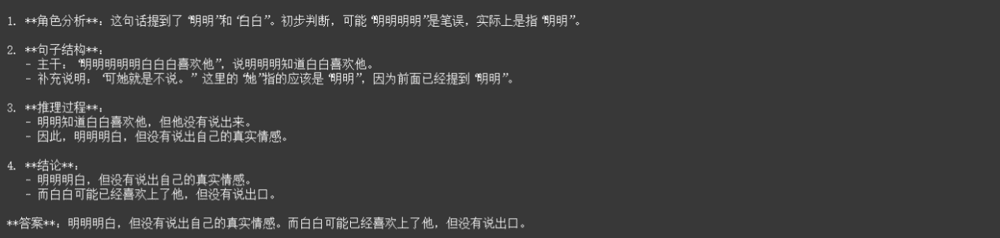 1. **角色分析**：这句话提到了“明明”和“白白”。初步判断，可能“明明明明”是笔误，实际上是指“明明”。
2. **句子结构**：
- 主干：“明明明明明白白白喜欢他”，说明明明知道白白喜欢他。
- 补充说明：“可她就是不说。”这里的“她”指的应该是“明明”，因为前面已经提到“明明”。
3. **推理过程**：
- 明明知道白白喜欢他，但他没有说出来。
- 因此，明明明白，但没有说出自己的真实情感。
4. **结论**：
- 明明明白，但没有说出自己的真实情感。
- 而白白可能已经喜欢上了他，但没有说出口。
**答案**：明明明白，但没有说出自己的真实情感。而白白可能已经喜欢上了他，但没有说出口。